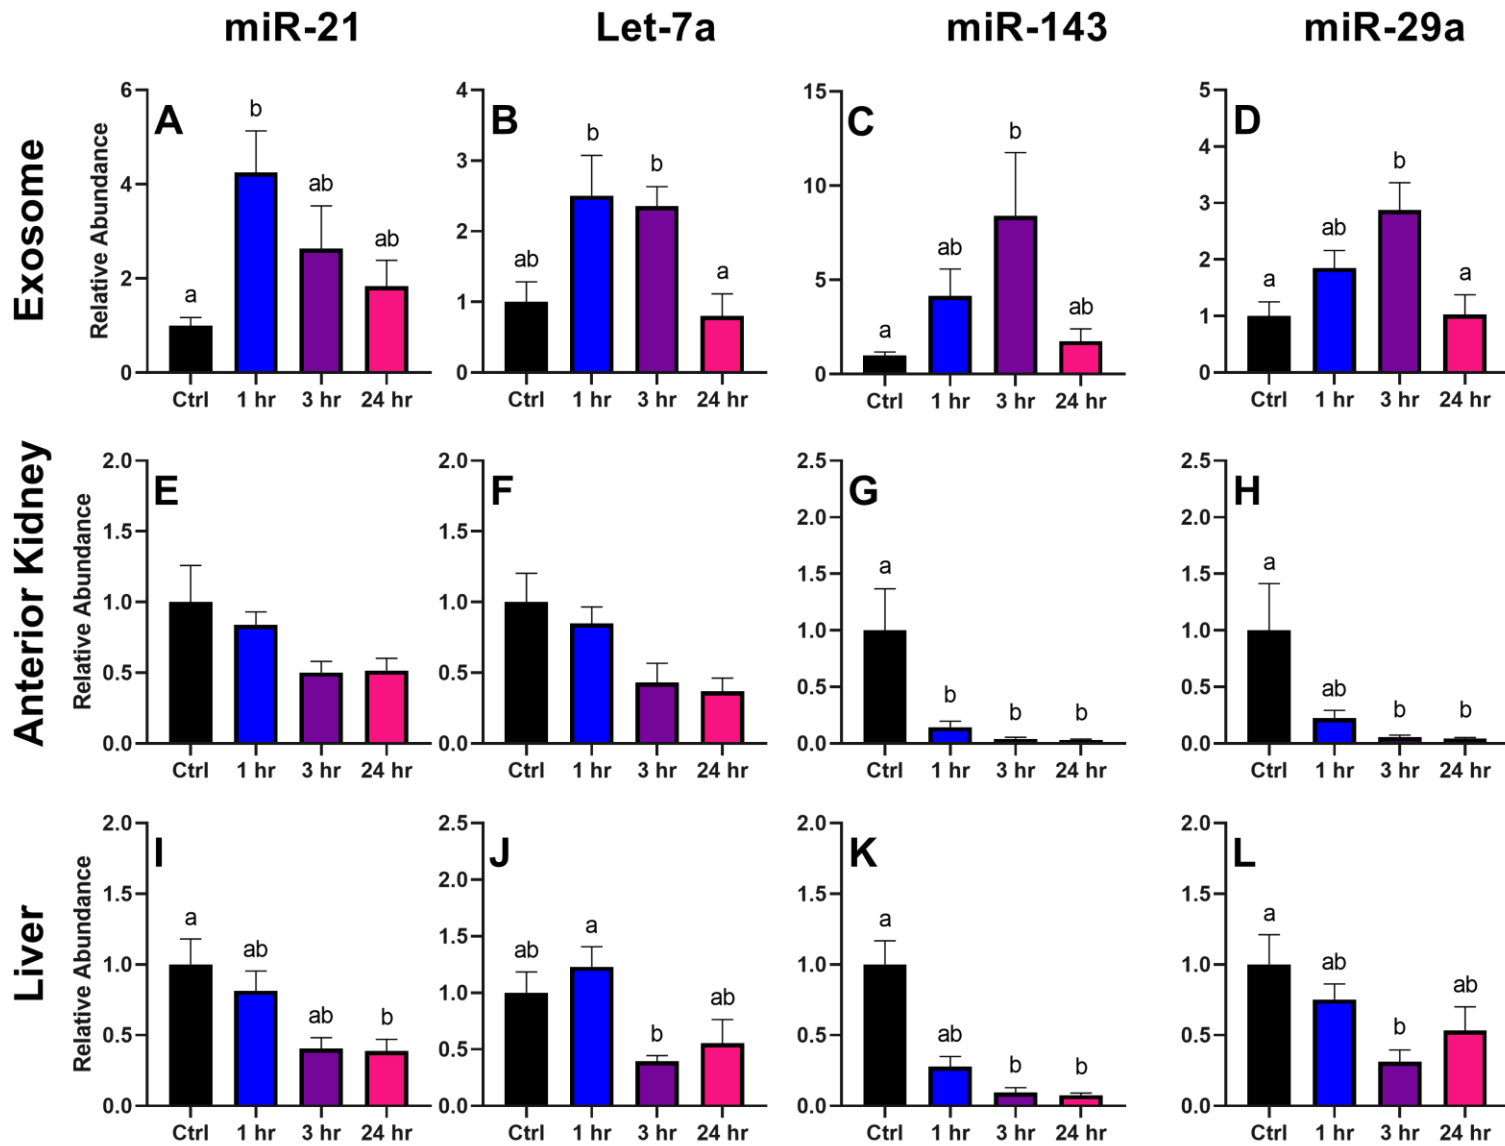 miR-21 Let-7a miR-143 miR-29a
Exosome
Relative Abundance
A
6
4
2
0
a b ab ab
Ctrl 1 hr 3 hr 24 hr
B
4
3
2
1
0
ab b b a
Ctrl 1 hr 3 hr 24 hr
C
15
10
5
0
a ab b ab
Ctrl 1 hr 3 hr 24 hr
D
5
4
3
2
1
0
a ab b a
Ctrl 1 hr 3 hr 24 hr
Anterior Kidney
Relative Abundance
E
2.0
1.5
1.0
0.5
0.0
Ctrl 1 hr 3 hr 24 hr
F
2.0
1.5
1.0
0.5
0.0
Ctrl 1 hr 3 hr 24 hr
G
2.5
2.0
1.5
1.0
0.5
0.0
a b b b
Ctrl 1 hr 3 hr 24 hr
H
2.5
2.0
1.5
1.0
0.5
0.0
a ab b b
Ctrl 1 hr 3 hr 24 hr
Liver
Relative Abundance
I
2.0
1.5
1.0
0.5
0.0
a ab ab b
Ctrl 1 hr 3 hr 24 hr
J
2.5
2.0
1.5
1.0
0.5
0.0
ab a b ab
Ctrl 1 hr 3 hr 24 hr
K
2.0
1.5
1.0
0.5
0.0
a ab b b
Ctrl 1 hr 3 hr 24 hr
L
2.0
1.5
1.0
0.5
0.0
a ab b ab
Ctrl 1 hr 3 hr 24 hr